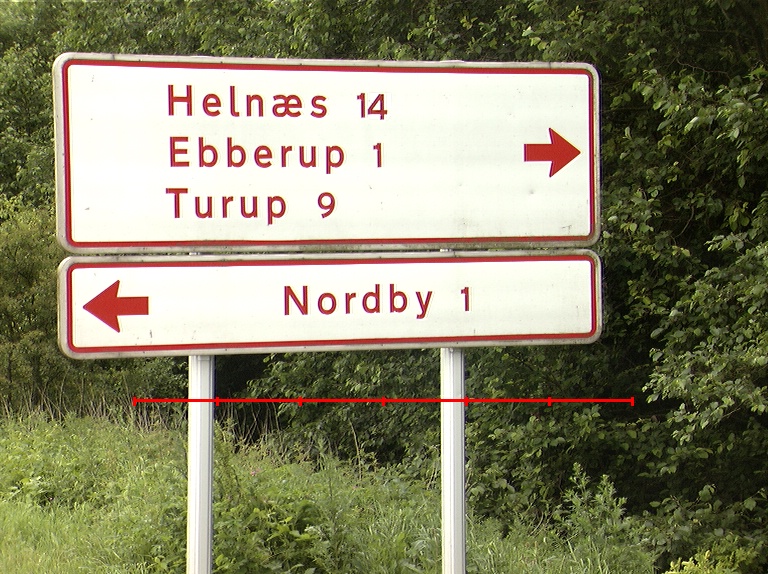 Helnæs 14
Ebberup 1
Turup 9
Nordby 1